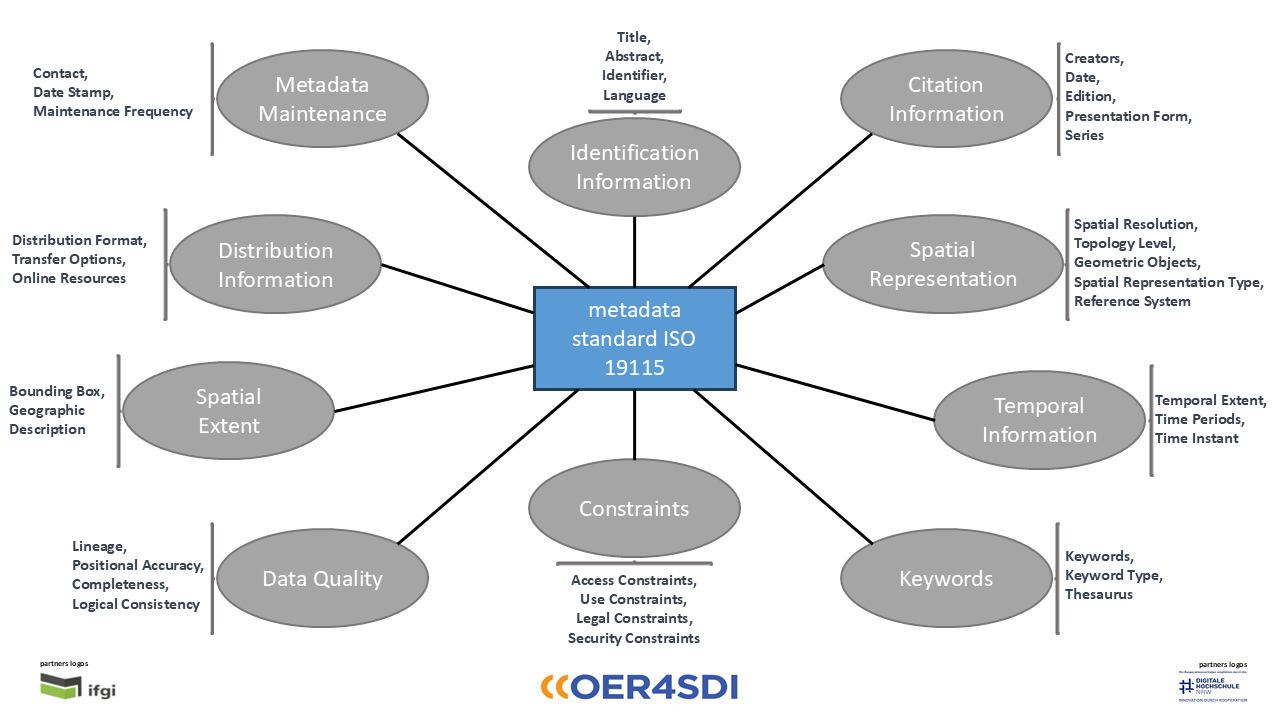 Title,
Abstract,
Identifier,
Language
Contact,
Date Stamp,
Maintenance Frequency
Metadata
Maintenance
Identification
Information
Citation
Information
Creators,
Date,
Edition,
Presentation Form,
Series
Distribution Format,
Transfer Options,
Online Resources
Distribution
Information
Spatial
Representation
Spatial Resolution,
Topology Level,
Geometric Objects,
Spatial Representation Type,
Reference System
metadata
standard ISO
19115
Bounding Box,
Geographic
Description
Spatial
Extent
Temporal
Information
Temporal Extent,
Time Periods,
Time Instant
Lineage,
Positional Accuracy,
Completeness,
Logical Consistency
Data Quality
Constraints
Access Constraints,
Use Constraints,
Legal Constraints,
Security Constraints
Keywords
Keywords,
Keyword Type,
Thesaurus
partners logos
ifgi
OER4SDI
partners logos
DIGITALE
HOCHSCHULE
NRW
INNOVATION DURCH KOOPERATION